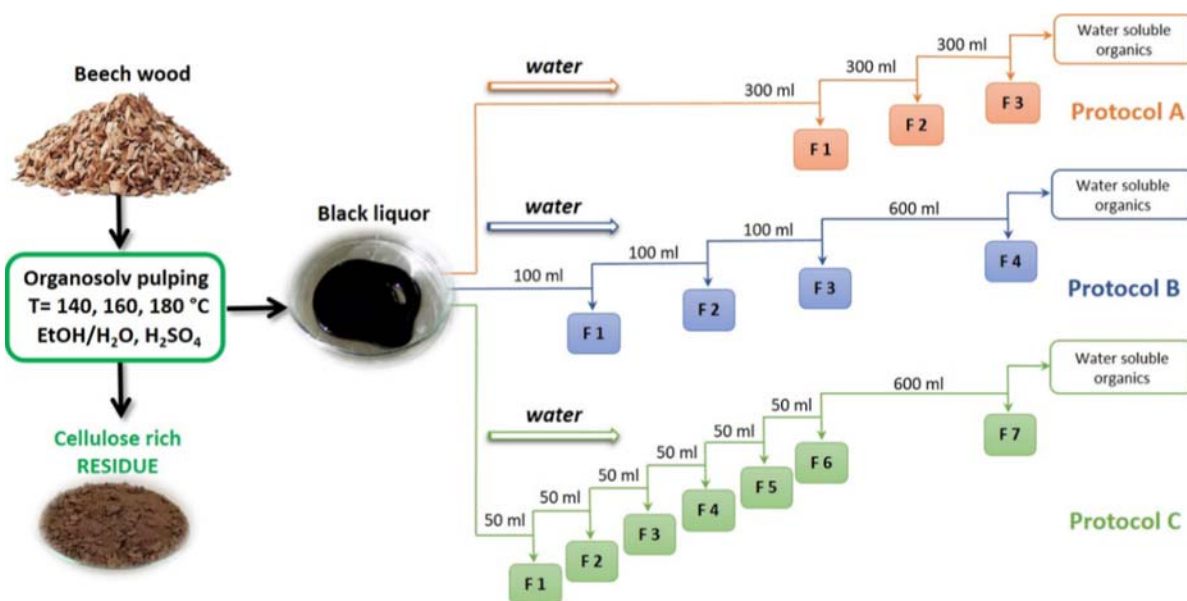 Beech wood
Organosolv pulping
T= 140, 160, 180 °C
EtOH/H₂O, H₂SO₄
Cellulose rich
RESIDUE
Black liquor
water
300 ml
300 ml
300 ml
Water soluble
organics
F 1
F 2
F 3
Protocol A
water
100 ml
100 ml
100 ml
600 ml
Water soluble
organics
F 1
F 2
F 3
F 4
Protocol B
water
50 ml
50 ml
50 ml
50 ml
50 ml
50 ml
600 ml
Water soluble
organics
F 1
F 2
F 3
F 4
F 5
F 6
F 7
Protocol C